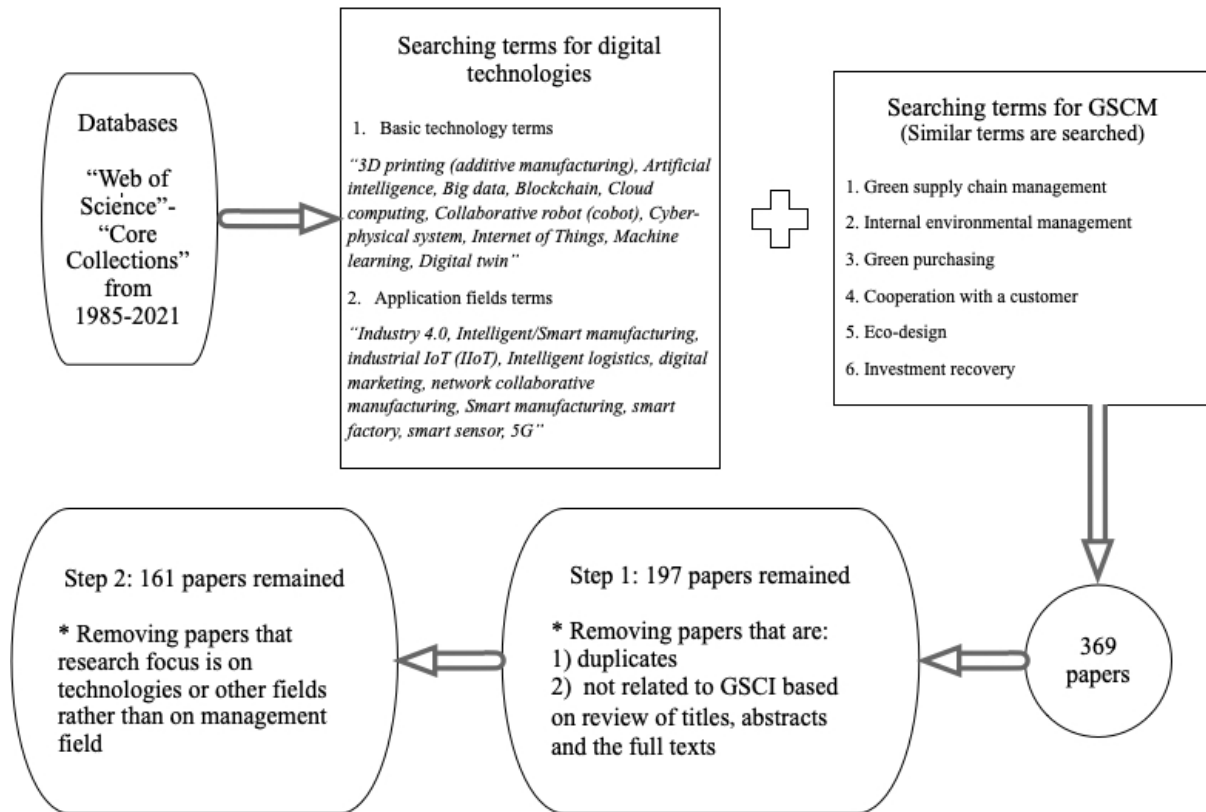 Databases
“Web of
Science”-
“Core
Collections”
from
1985-2021
Searching terms for digital
technologies
1. Basic technology terms
“3D printing (additive manufacturing), Artificial
intelligence, Big data, Blockchain, Cloud
computing, Collaborative robot (cobot), Cyber-
physical system, Internet of Things, Machine
learning, Digital twin”
2. Application fields terms
“Industry 4.0, Intelligent/Smart manufacturing,
industrial IoT (IIoT), Intelligent logistics, digital
marketing, network collaborative
manufacturing, Smart manufacturing, smart
factory, smart sensor, 5G”
Searching terms for GSCM
(Similar terms are searched)
1. Green supply chain management
2. Internal environmental management
3. Green purchasing
4. Cooperation with a customer
5. Eco-design
6. Investment recovery
369
papers
Step 1: 197 papers remained
* Removing papers that are:
1) duplicates
2) not related to GSCI based
on review of titles, abstracts
and the full texts
Step 2: 161 papers remained
* Removing papers that
research focus is on
technologies or other fields
rather than on management
field